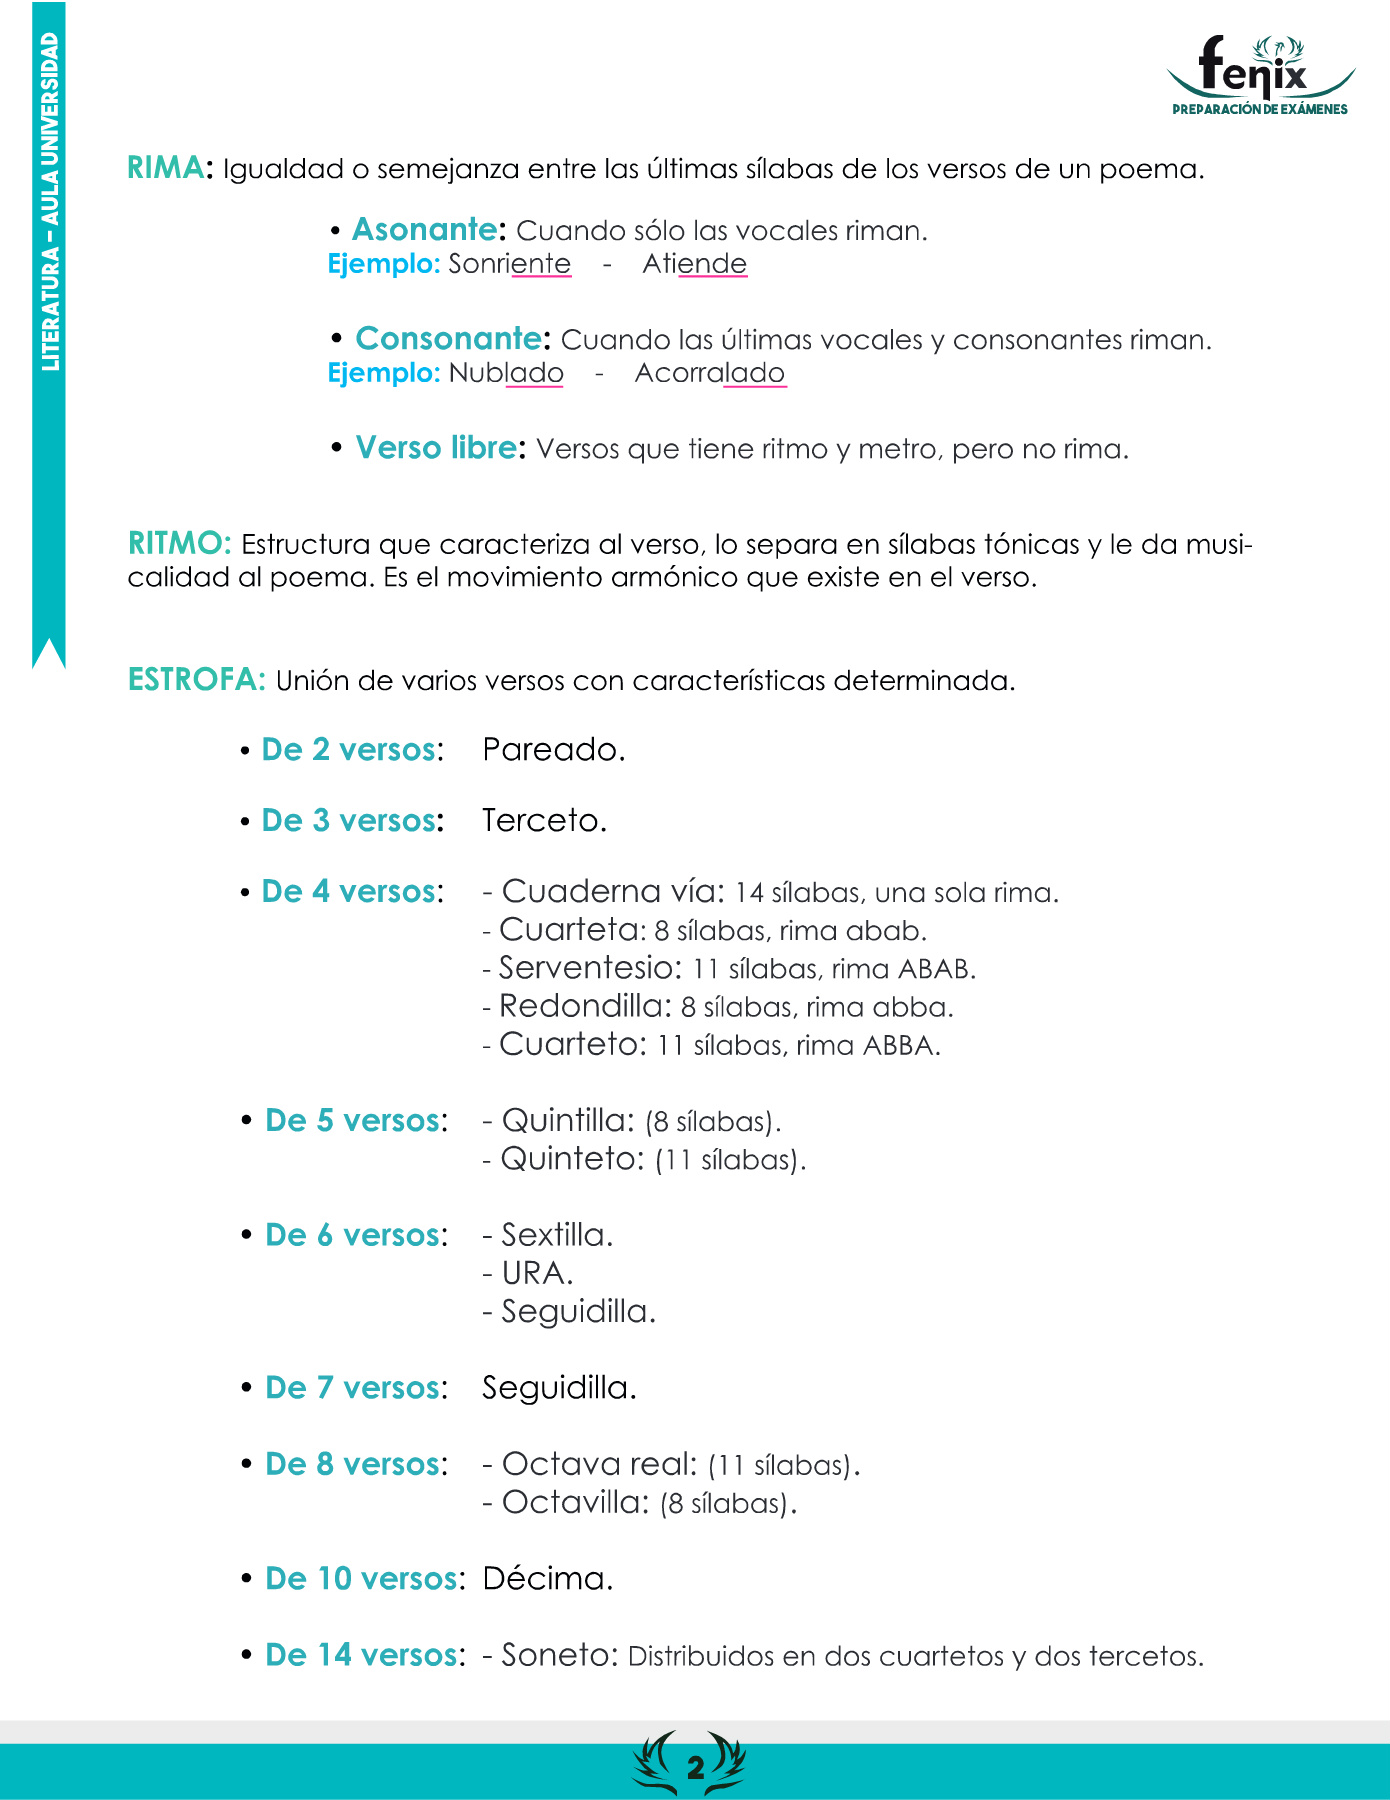 LITERATURA – AULA UNIVERSIDAD
fenix
PREPARACIÓN DE EXÁMENES
RIMA: Igualdad o semejanza entre las últimas sílabas de los versos de un poema.
• Asonante: Cuando sólo las vocales riman.
Ejemplo: Sonriente - Atiende
• Consonante: Cuando las últimas vocales y consonantes riman.
Ejemplo: Nublado - Acorralado
• Verso libre: Versos que tiene ritmo y metro, pero no rima.
RITMO: Estructura que caracteriza al verso, lo separa en sílabas tónicas y le da musi-
calidad al poema. Es el movimiento armónico que existe en el verso.
ESTROFA: Unión de varios versos con características determinada.
• De 2 versos: Pareado.
• De 3 versos: Terceto.
• De 4 versos: - Cuaderna vía: 14 sílabas, una sola rima.
- Cuarteta: 8 sílabas, rima abab.
- Serventesio: 11 sílabas, rima ABAB.
- Redondilla: 8 sílabas, rima abba.
- Cuarteto: 11 sílabas, rima ABBA.
• De 5 versos: - Quintilla: (8 sílabas).
- Quinteto: (11 sílabas).
• De 6 versos: - Sextilla.
- URA.
- Seguidilla.
• De 7 versos: Seguidilla.
• De 8 versos: - Octava real: (11 sílabas).
- Octavilla: (8 sílabas).
• De 10 versos: Décima.
• De 14 versos: - Soneto: Distribuidos en dos cuartetos y dos tercetos.
2